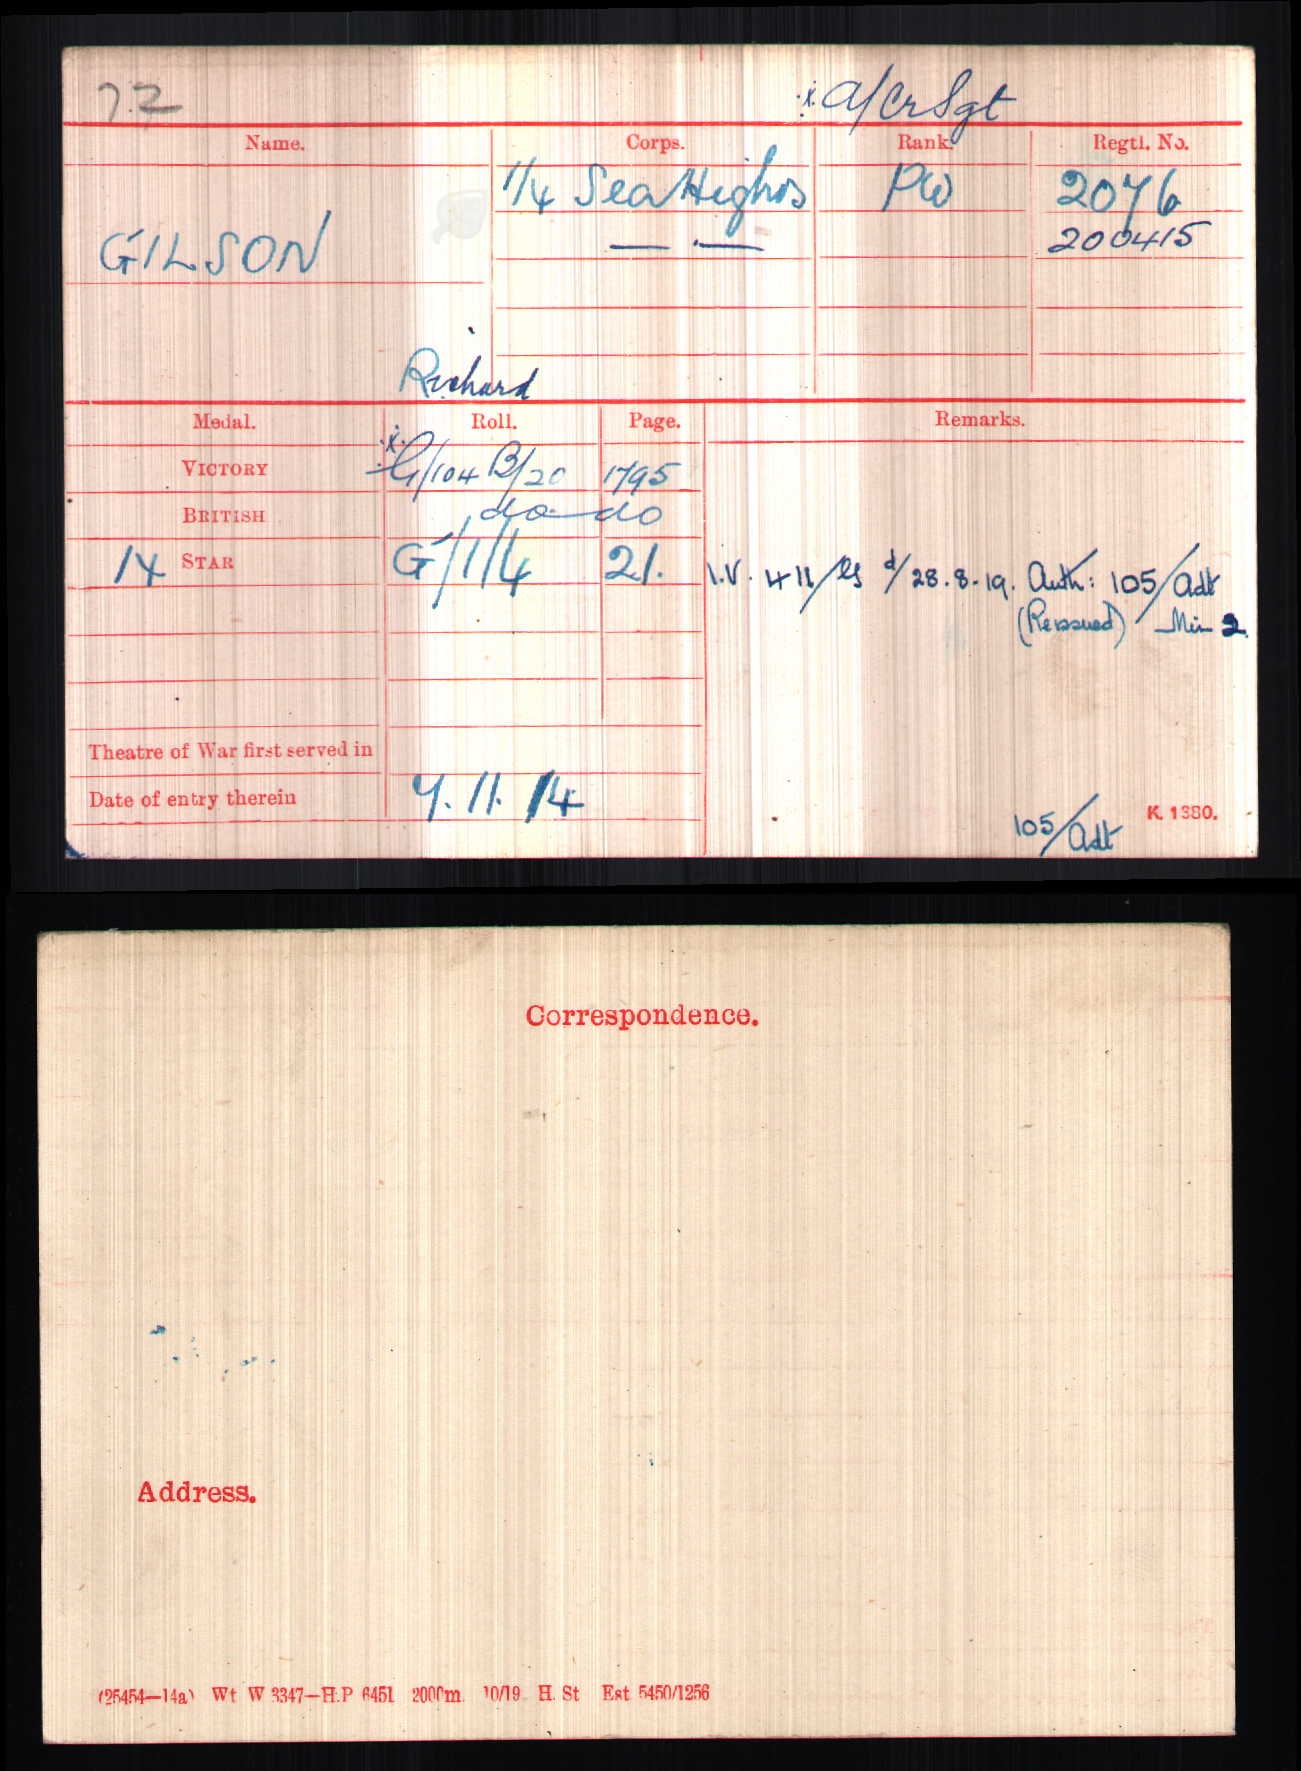 72
·x· A/Cr Sgt
Name. Corps. Rank. Regtl. No.
1/4 Sea Highrs Pte 2076
GILSON — " — 200415
Richard
Medal. Roll. Page. Remarks.
VICTORY ·x· G/104 B/20 1795
BRITISH do do
14 STAR G/1/4 21. I.V. 411/ d/28.8.19. Auth: 105/Adt
(Reissued) Min 2.
Theatre of War first served in
Date of entry therein 7.11.14
105/Adt K. 1380.
Correspondence.
Address.
(25454—14a) Wt W 3347—H.P 6451 2000m. 10/19 H. St Est 5450/1256